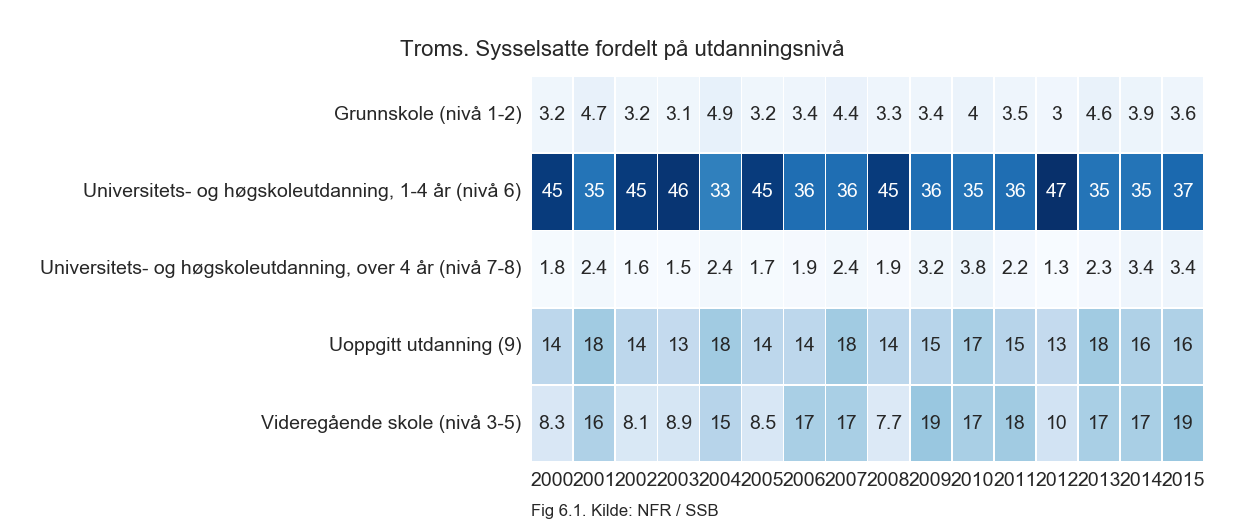 Troms. Sysselsatte fordelt på utdanningsnivå
Grunnskole (nivå 1-2) 3.2 4.7 3.2 3.1 4.9 3.2 3.4 4.4 3.3 3.4 4 3.5 3 4.6 3.9 3.6
Universitets- og høgskoleutdanning, 1-4 år (nivå 6) 45 35 45 46 33 45 36 36 45 36 35 36 47 35 35 37
Universitets- og høgskoleutdanning, over 4 år (nivå 7-8) 1.8 2.4 1.6 1.5 2.4 1.7 1.9 2.4 1.9 3.2 3.8 2.2 1.3 2.3 3.4 3.4
Uoppgitt utdanning (9) 14 18 14 13 18 14 14 18 14 15 17 15 13 18 16 16
Videregående skole (nivå 3-5) 8.3 16 8.1 8.9 15 8.5 17 17 7.7 19 17 18 10 17 17 19
2000 2001 2002 2003 2004 2005 2006 2007 2008 2009 2010 2011 2012 2013 2014 2015
Fig 6.1. Kilde: NFR / SSB